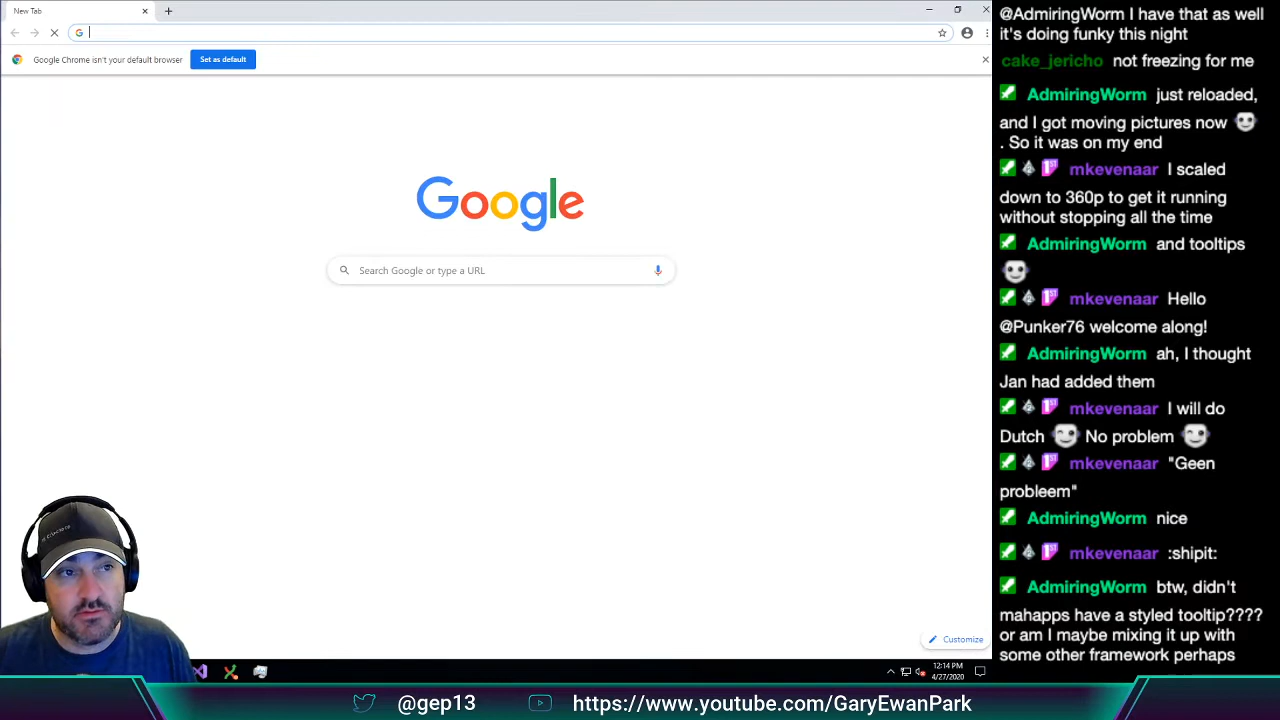 New Tab
G
Google Chrome isn't your default browser
Set as default
Google
Search Google or type a URL
Customize
12:14 PM
4/27/2020
@AdmiringWorm I have that as well
it's doing funky this night
cake_jericho not freezing for me
AdmiringWorm just reloaded,
and I got moving pictures now
. So it was on my end
1ST mkevenaar I scaled
down to 360p to get it running
without stopping all the time
AdmiringWorm and tooltips
1ST mkevenaar Hello
@Punker76 welcome along!
AdmiringWorm ah, I thought
Jan had added them
1ST mkevenaar I will do
Dutch No problem
1ST mkevenaar "Geen
probleem"
AdmiringWorm nice
1ST mkevenaar :shipit:
AdmiringWorm btw, didn't
mahapps have a styled tooltip????
or am I maybe mixing it up with
some other framework perhaps
@gep13
https://www.youtube.com/GaryEwanPark